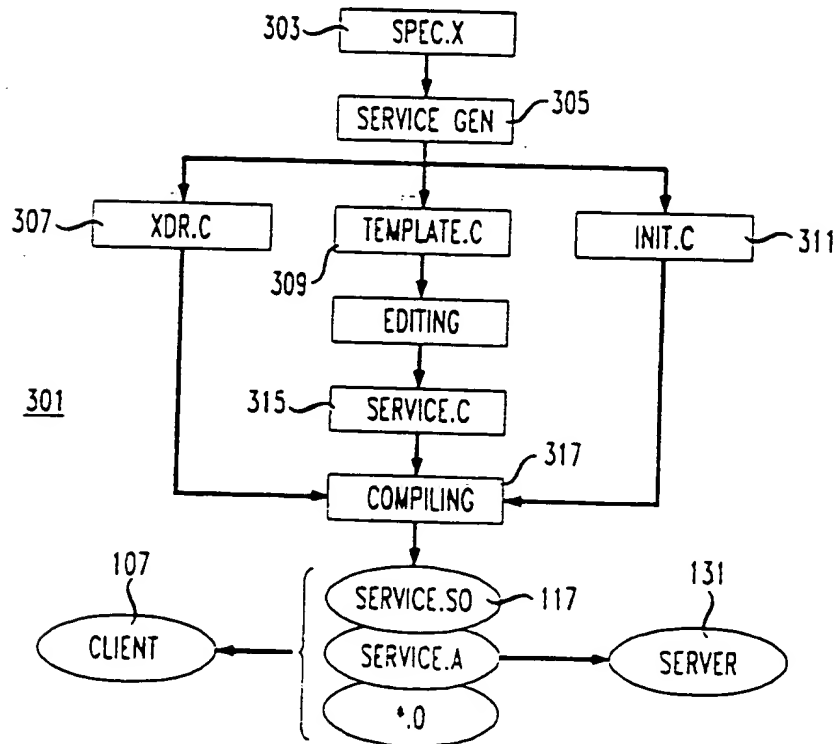 303
SPEC.X
SERVICE GEN
305
307
XDR.C
TEMPLATE.C
309
INIT.C
311
EDITING
301
315
SERVICE.C
317
COMPILING
107
CLIENT
SERVICE.SO
117
SERVICE.A
*.O
131
SERVER